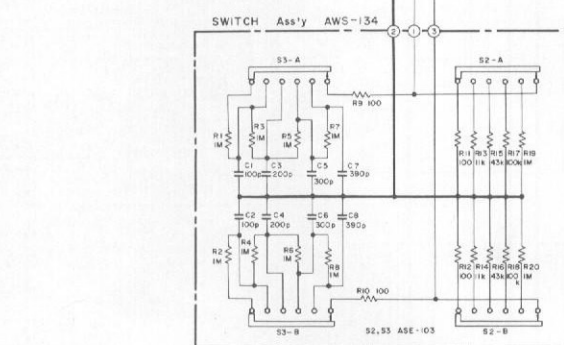 SWITCH Ass'y AWS-134
2 1 3
S3-A S2-A
R9 100
R1 1M R3 1M R5 1M R7 1M
R11 100 R13 11k R15 43k R17 100k R19 1M
C1 100p C3 200p C5 300p C7 390p
C2 100p C4 200p C6 300p C8 390p
R2 1M R4 1M R6 1M R8 1M
R12 100 R14 11k R16 43k R18 100k R20 1M
R10 100
S3-B S2,S3 ASE-103 S2-B